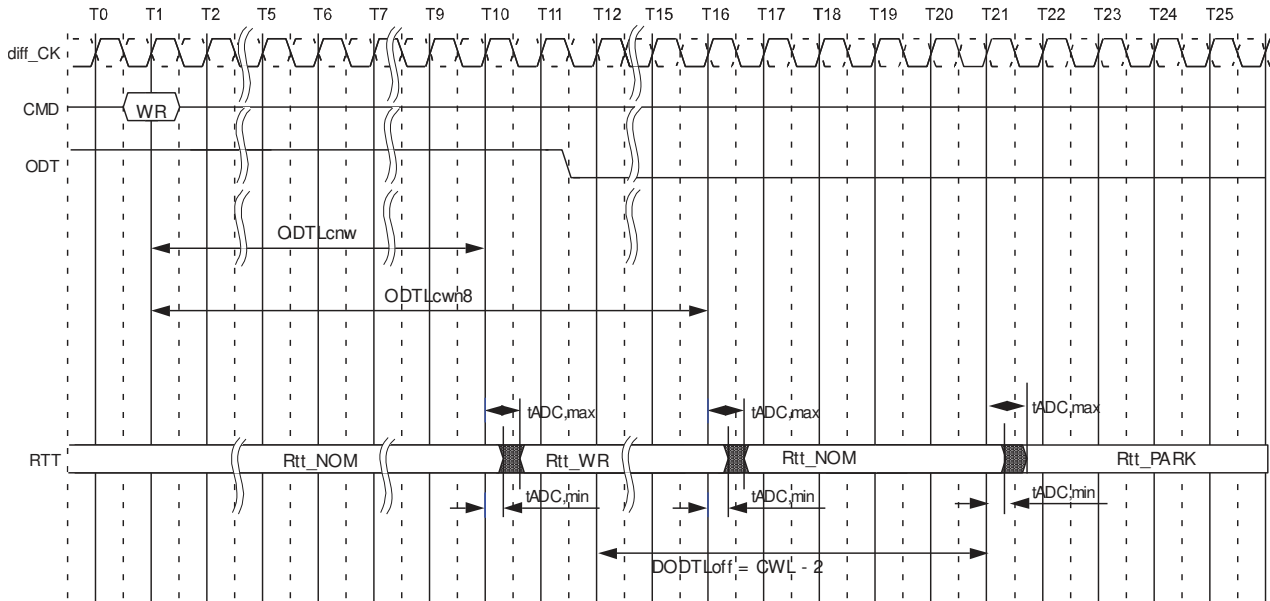 T0 T1 T2 T5 T6 T7 T9 T10 T11 T12 T15 T16 T17 T18 T19 T20 T21 T22 T23 T24 T25
diff_CK
CMD WR
ODT
ODTLcnw
ODTLcwn8
tADC,max tADC,max tADC,max
RTT Rtt_NOM Rtt_WR Rtt_NOM Rtt_PARK
tADC,min tADC,min tADC,min
DODTLoff = CWL - 2